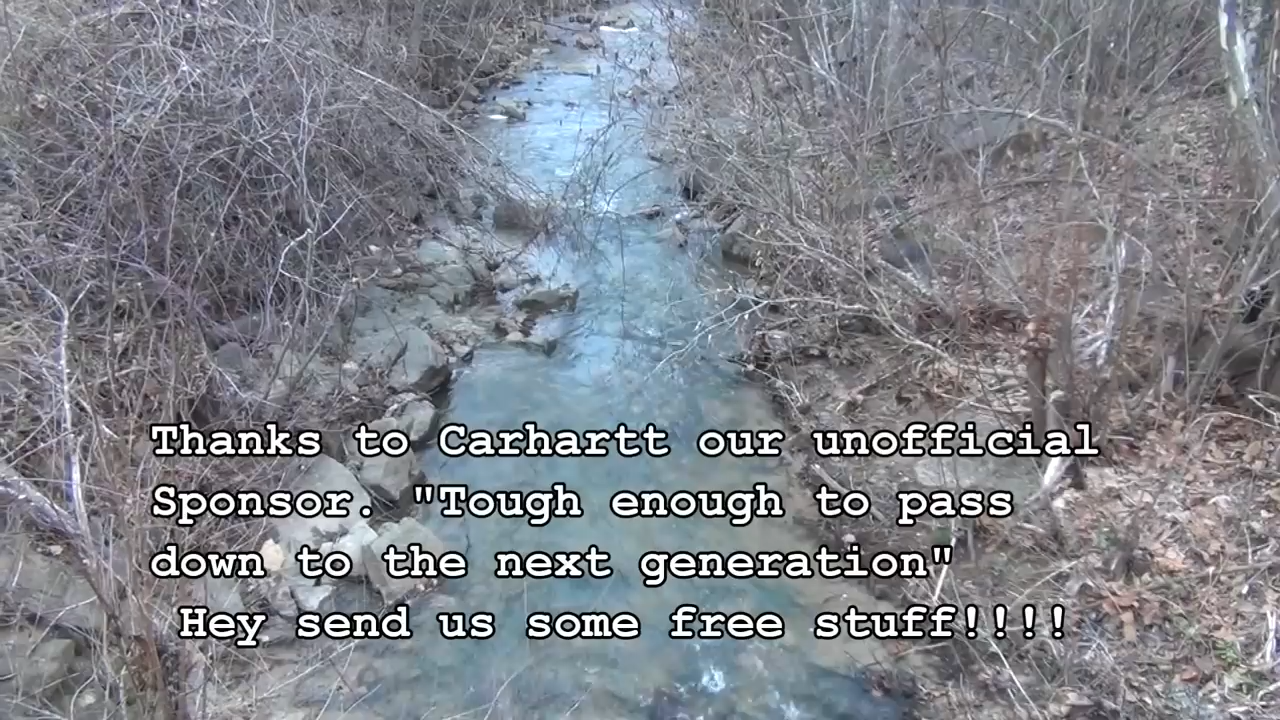 Thanks to Carhartt our unofficial
Sponsor. "Tough enough to pass
down to the next generation"
Hey send us some free stuff!!!!